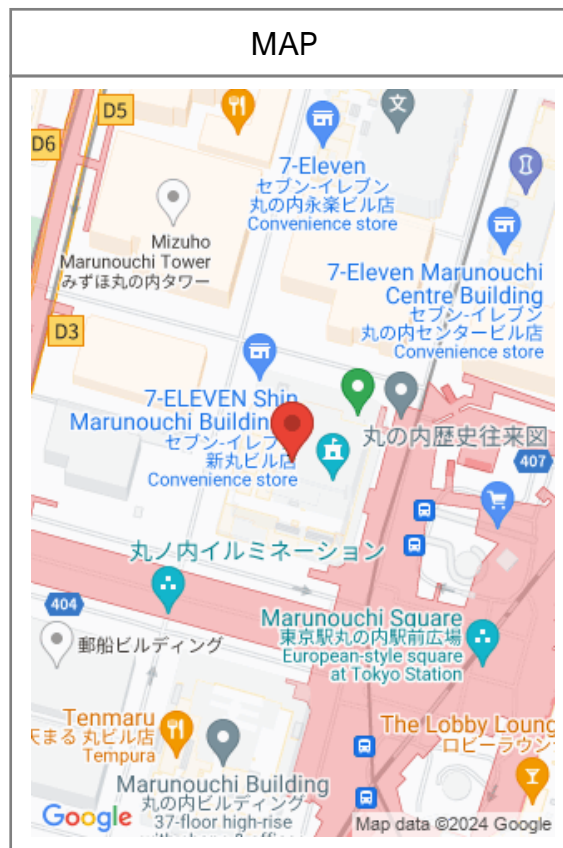 MAP
D5
D6
7-Eleven
セブン-イレブン
丸の内永楽ビル店
Convenience store
文
Mizuho
Marunouchi Tower
みずほ丸の内タワー
7-Eleven Marunouchi
Centre Building
セブン-イレブン
丸の内センタービル店
Convenience store
D3
7-ELEVEN Shin
Marunouchi Building
セブン-イレブ
新丸ビル店
Convenience store
丸の内歴史往来図
407
丸ノ内イルミネーション
404
郵船ビルディング
Marunouchi Square
東京駅丸の内駅前広場
European-style square
at Tokyo Station
Tenmaru
天まる 丸ビル店
Tempura
The Lobby Loung
ロビーラウン
Marunouchi Building
丸の内ビルディング
37-floor high-rise
Google
Map data ©2024 Google